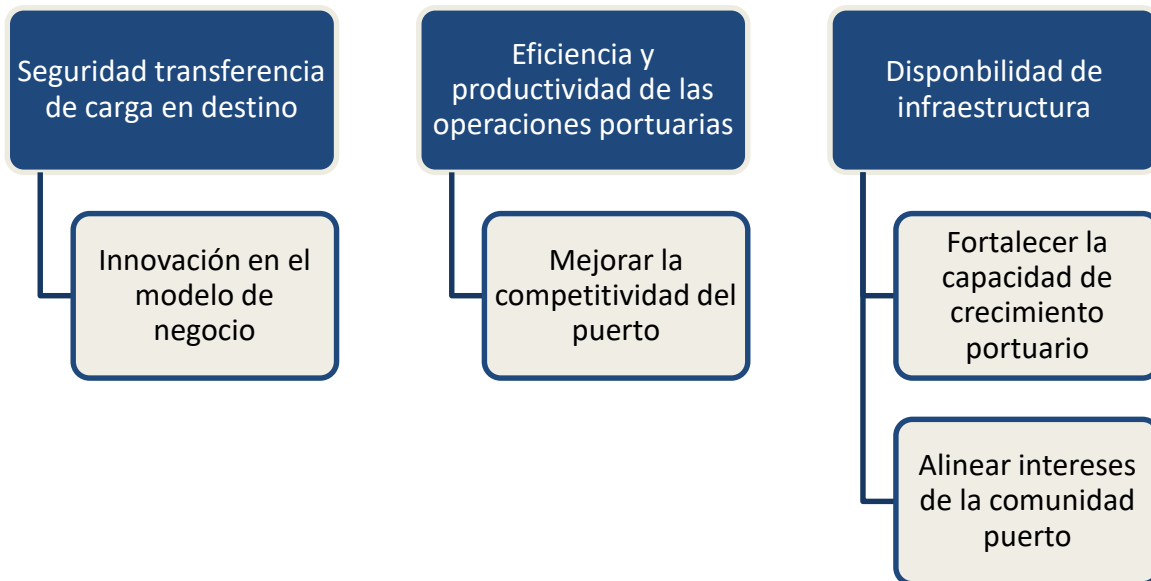 Seguridad transferencia
de carga en destino
Innovación en el
modelo de
negocio
Eficiencia y
productividad de las
operaciones portuarias
Mejorar la
competitividad del
puerto
Disponbilidad de
infraestructura
Fortalecer la
capacidad de
crecimiento
portuario
Alinear intereses
de la comunidad
puerto